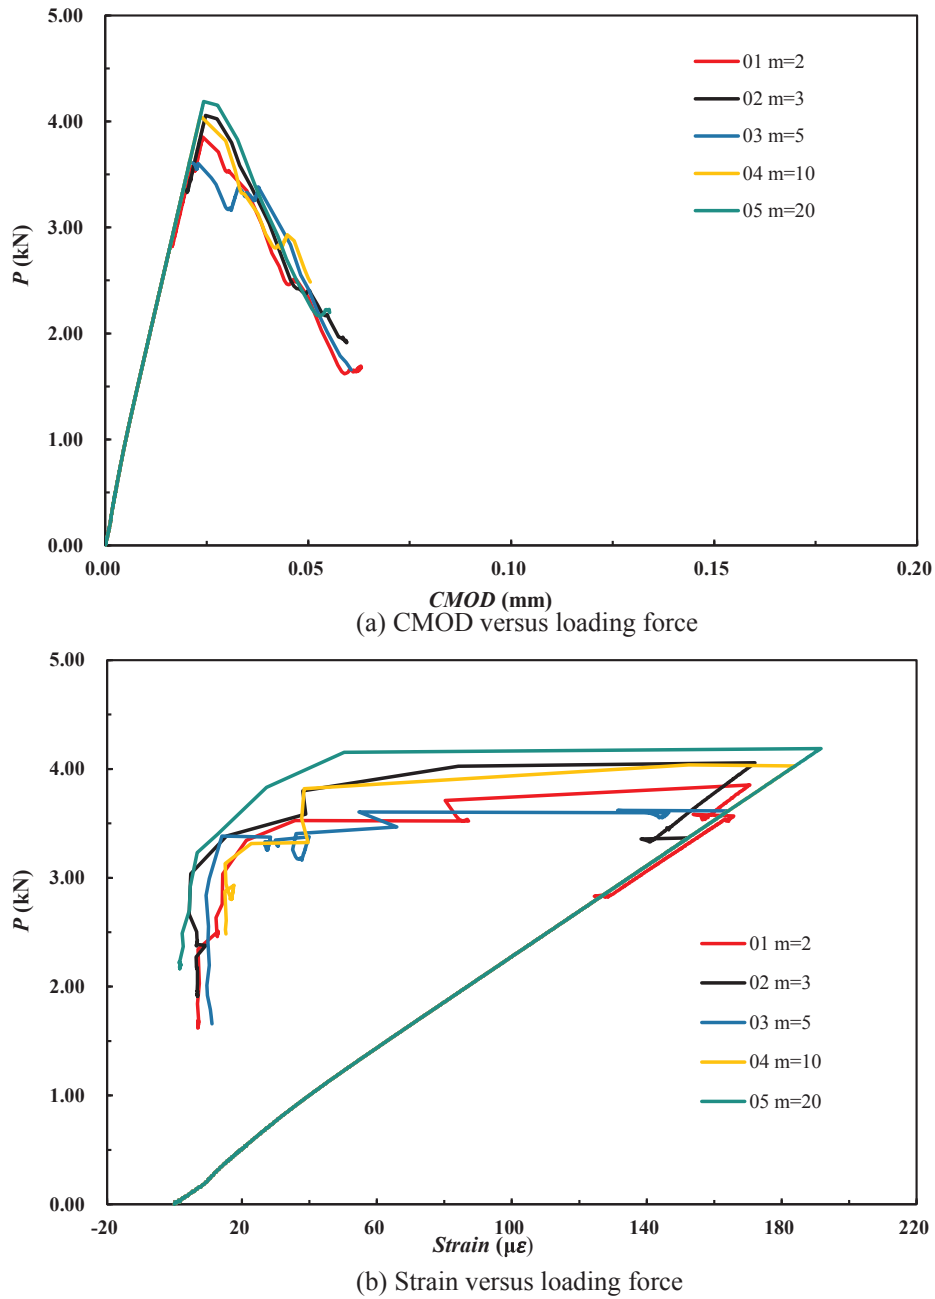 5.00
4.00
3.00
2.00
1.00
0.00
P (kN)
01 m=2
02 m=3
03 m=5
04 m=10
05 m=20
0.00 0.05 0.10 0.15 0.20
CMOD (mm)
(a) CMOD versus loading force
5.00
4.00
3.00
2.00
1.00
0.00
P (kN)
01 m=2
02 m=3
03 m=5
04 m=10
05 m=20
-20 20 60 100 140 180 220
Strain (με)
(b) Strain versus loading force